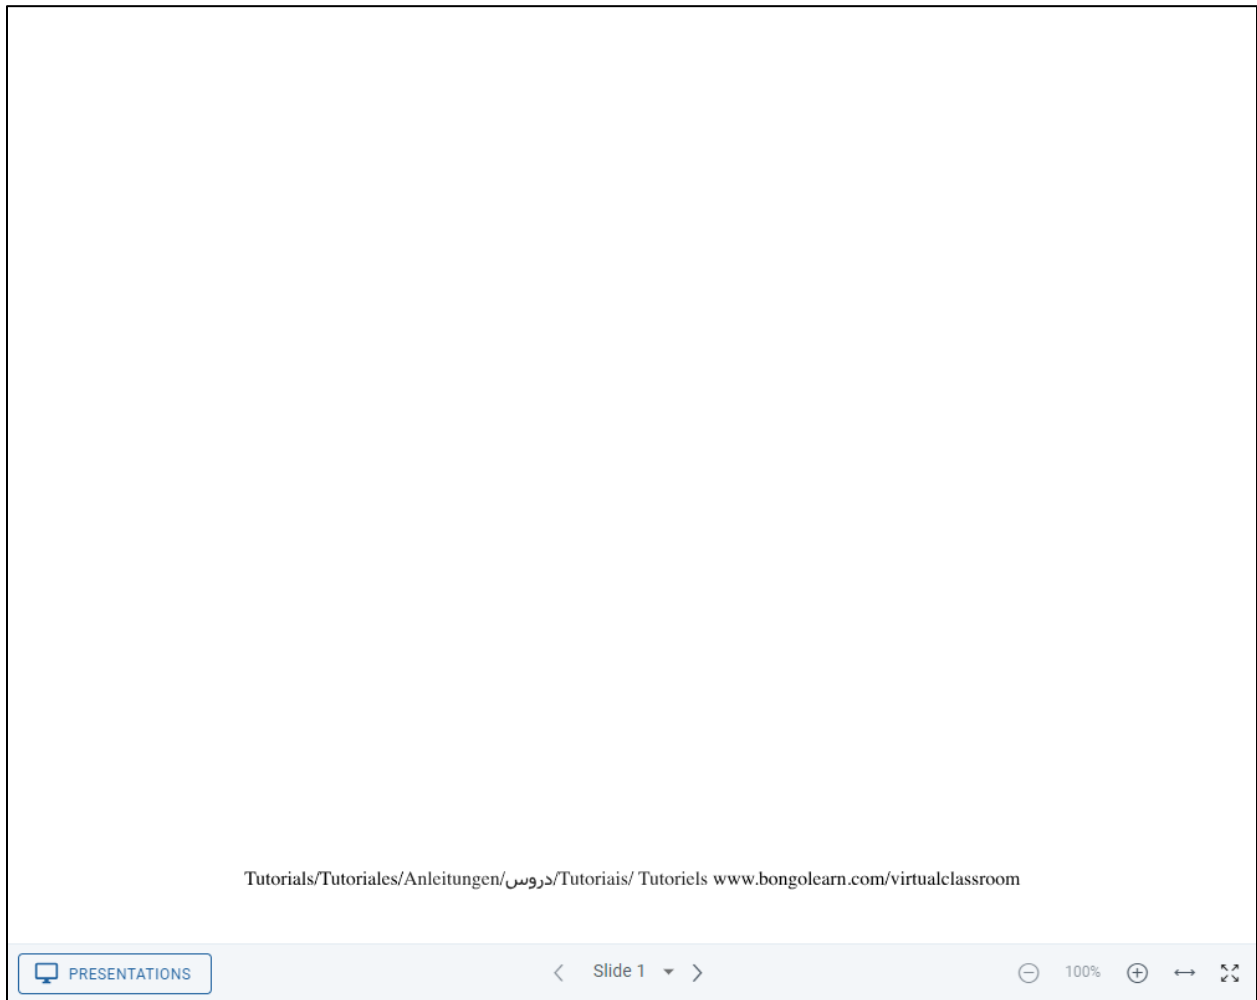 Tutorials/Tutoriales/Anleitungen/دروس/Tutoriais/ Tutoriels www.bongolearn.com/virtualclassroom
PRESENTATIONS
Slide 1
100%